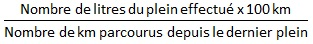 Nombre de litres du plein effectué x 100 km
Nombre de km parcourus depuis le dernier plein